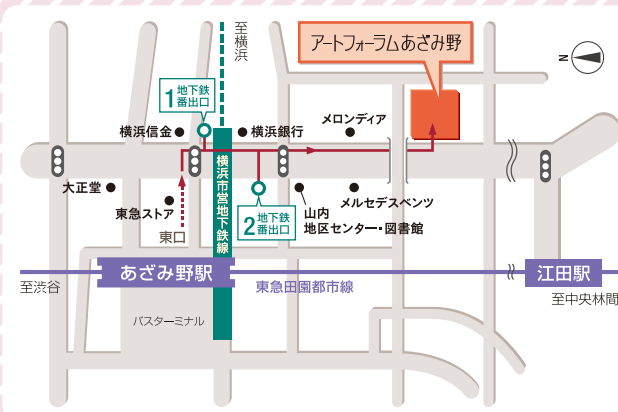 至横浜
アートフォーラムあざみ野
N
1 地下鉄
番出口
横浜信金
横浜銀行
メロンディア
大正堂
東急ストア
東口
横浜市営地下鉄線
2 地下鉄
番出口
山内
地区センター・図書館
メルセデスベンツ
あざみ野駅
江田駅
至渋谷
東急田園都市線
至中央林間
バスターミナル